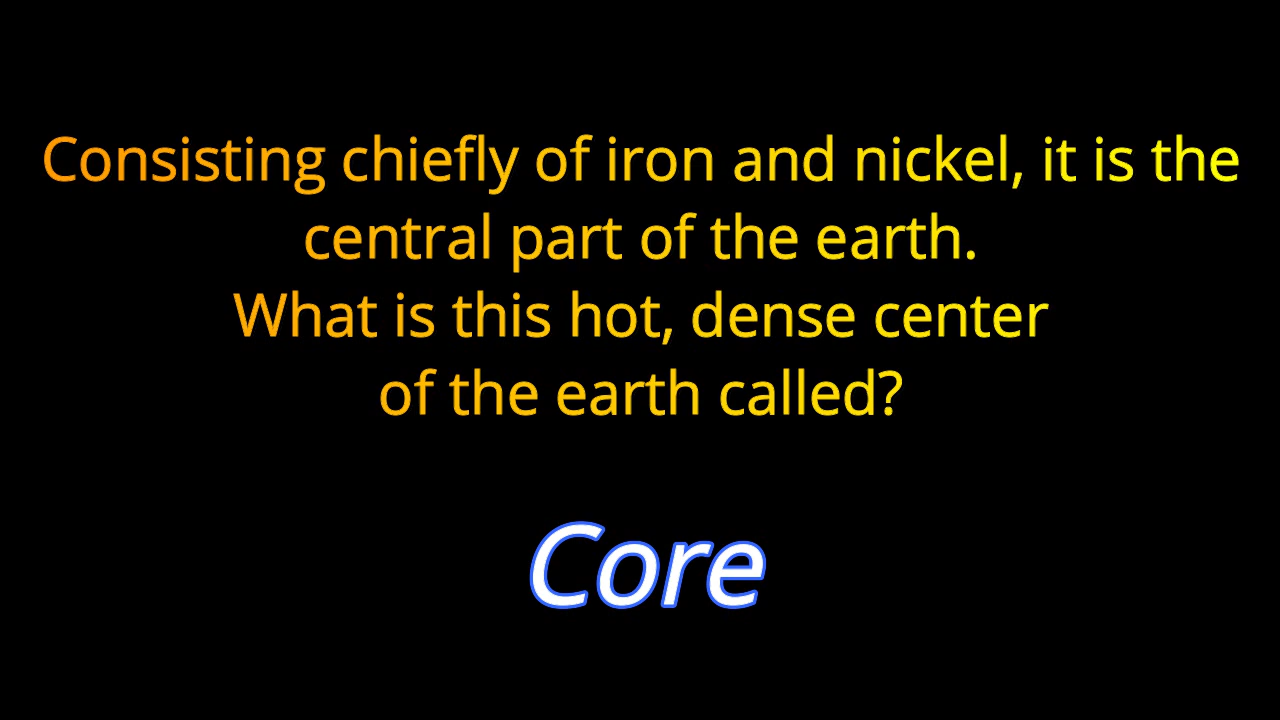 Consisting chiefly of iron and nickel, it is the
central part of the earth.
What is this hot, dense center
of the earth called?
Core